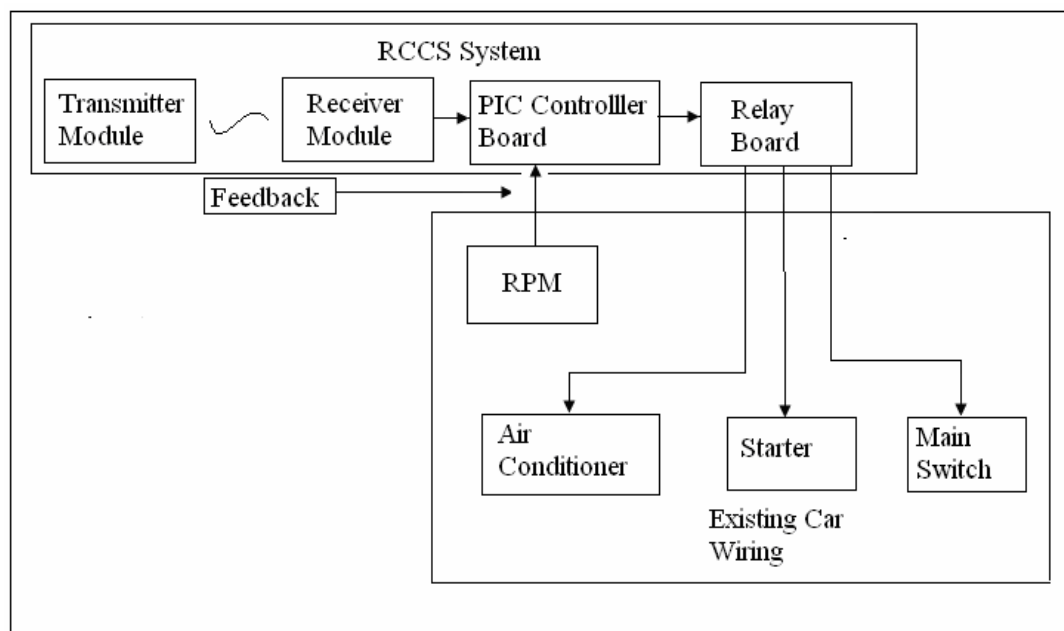 RCCS System
Transmitter
Module
Receiver
Module
PIC Controlller
Board
Relay
Board
Feedback
RPM
Air
Conditioner
Starter
Main
Switch
Existing Car
Wiring